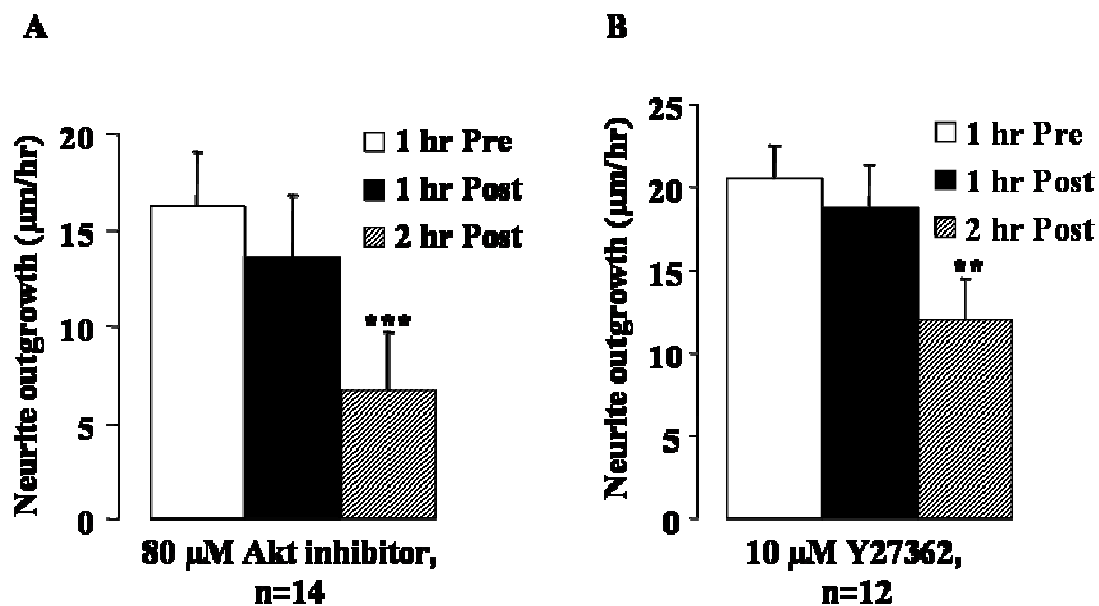 A
Neurite outgrowth (µm/hr)
20
15
10
5
0
1 hr Pre
1 hr Post
2 hr Post
***
80 µM Akt inhibitor,
n=14
B
Neurite outgrowth (µm/hr)
25
20
15
10
5
0
1 hr Pre
1 hr Post
2 hr Post
**
10 µM Y27362,
n=12